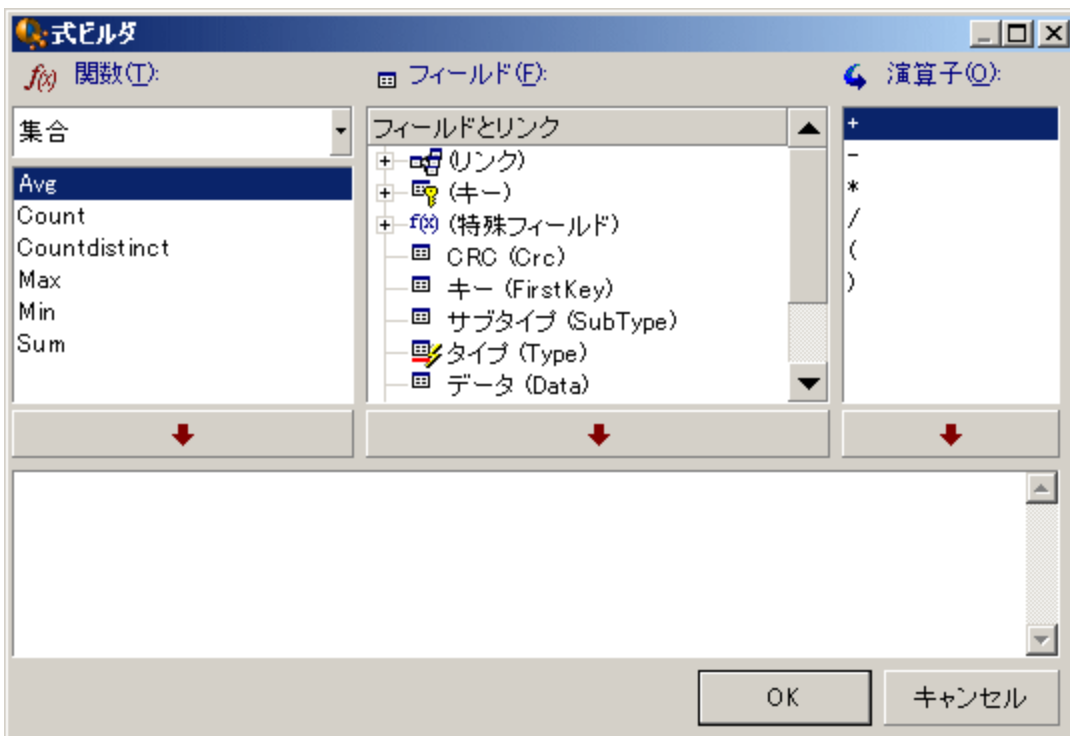 式ビルダ
関数(T):
フィールド(F):
演算子(O):
集合
Avg
Count
Countdistinct
Max
Min
Sum
フィールドとリンク
(リンク)
(キー)
f(x) (特殊フィールド)
CRC (Crc)
キー (FirstKey)
サブタイプ (SubType)
タイプ (Type)
データ (Data)
+
-
*
/
(
)
OK
キャンセル